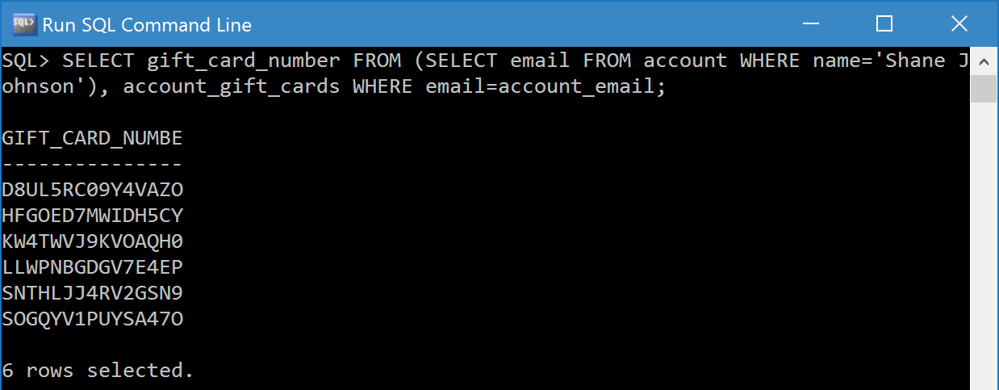 SQL>
Run SQL Command Line
SQL> SELECT gift_card_number FROM (SELECT email FROM account WHERE name='Shane J
ohnson'), account_gift_cards WHERE email=account_email;
GIFT_CARD_NUMBE
---------------
D8UL5RC09Y4VAZO
HFGOED7MWIDH5CY
KW4TWVJ9KVOAQH0
LLWPNBGDGV7E4EP
SNTHLJJ4RV2GSN9
SOGQYV1PUYSA47O
6 rows selected.